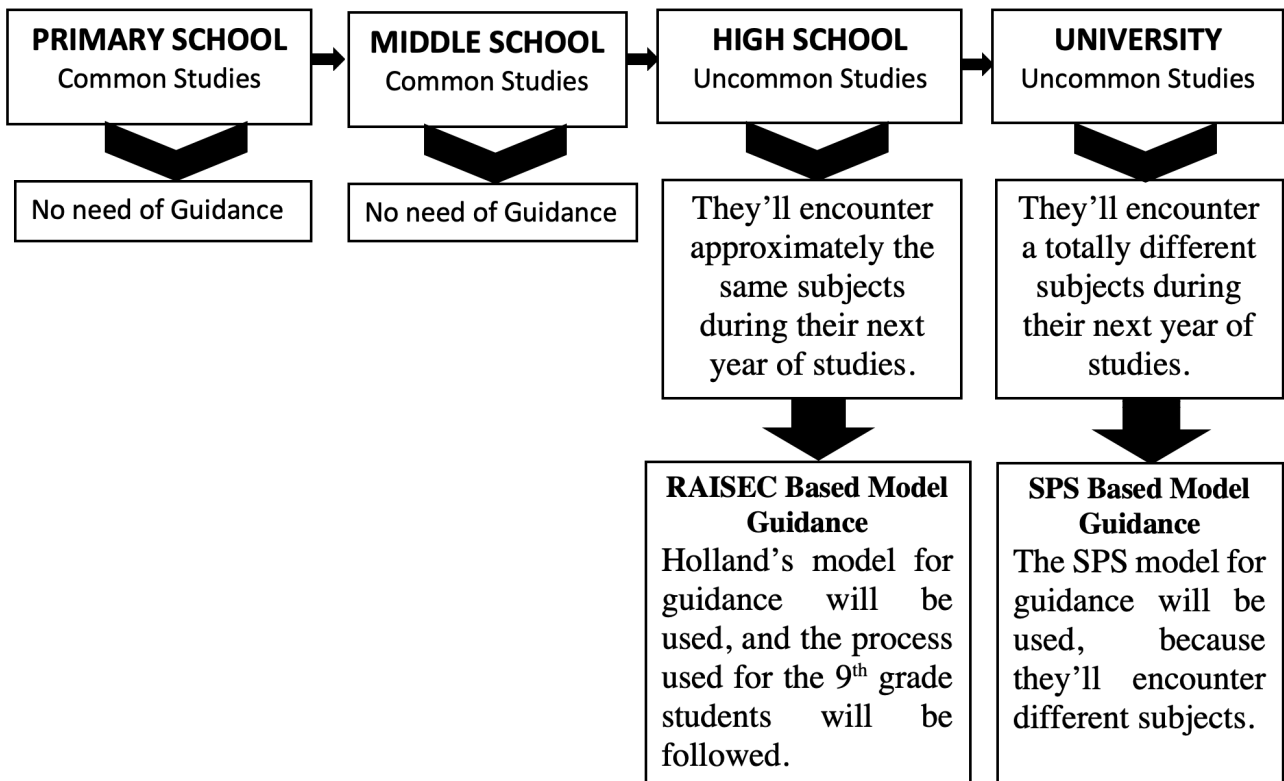 PRIMARY SCHOOL
Common Studies
MIDDLE SCHOOL
Common Studies
HIGH SCHOOL
Uncommon Studies
UNIVERSITY
Uncommon Studies
No need of Guidance
No need of Guidance
They’ll encounter
approximately the
same subjects
during their next
year of studies.
They’ll encounter
a totally different
subjects during
their next year of
studies.
RAISEC Based Model
Guidance
Holland’s model for
guidance will be
used, and the process
used for the 9th grade
students will be
followed.
SPS Based Model
Guidance
The SPS model for
guidance will be
used, because
they’ll encounter
different subjects.